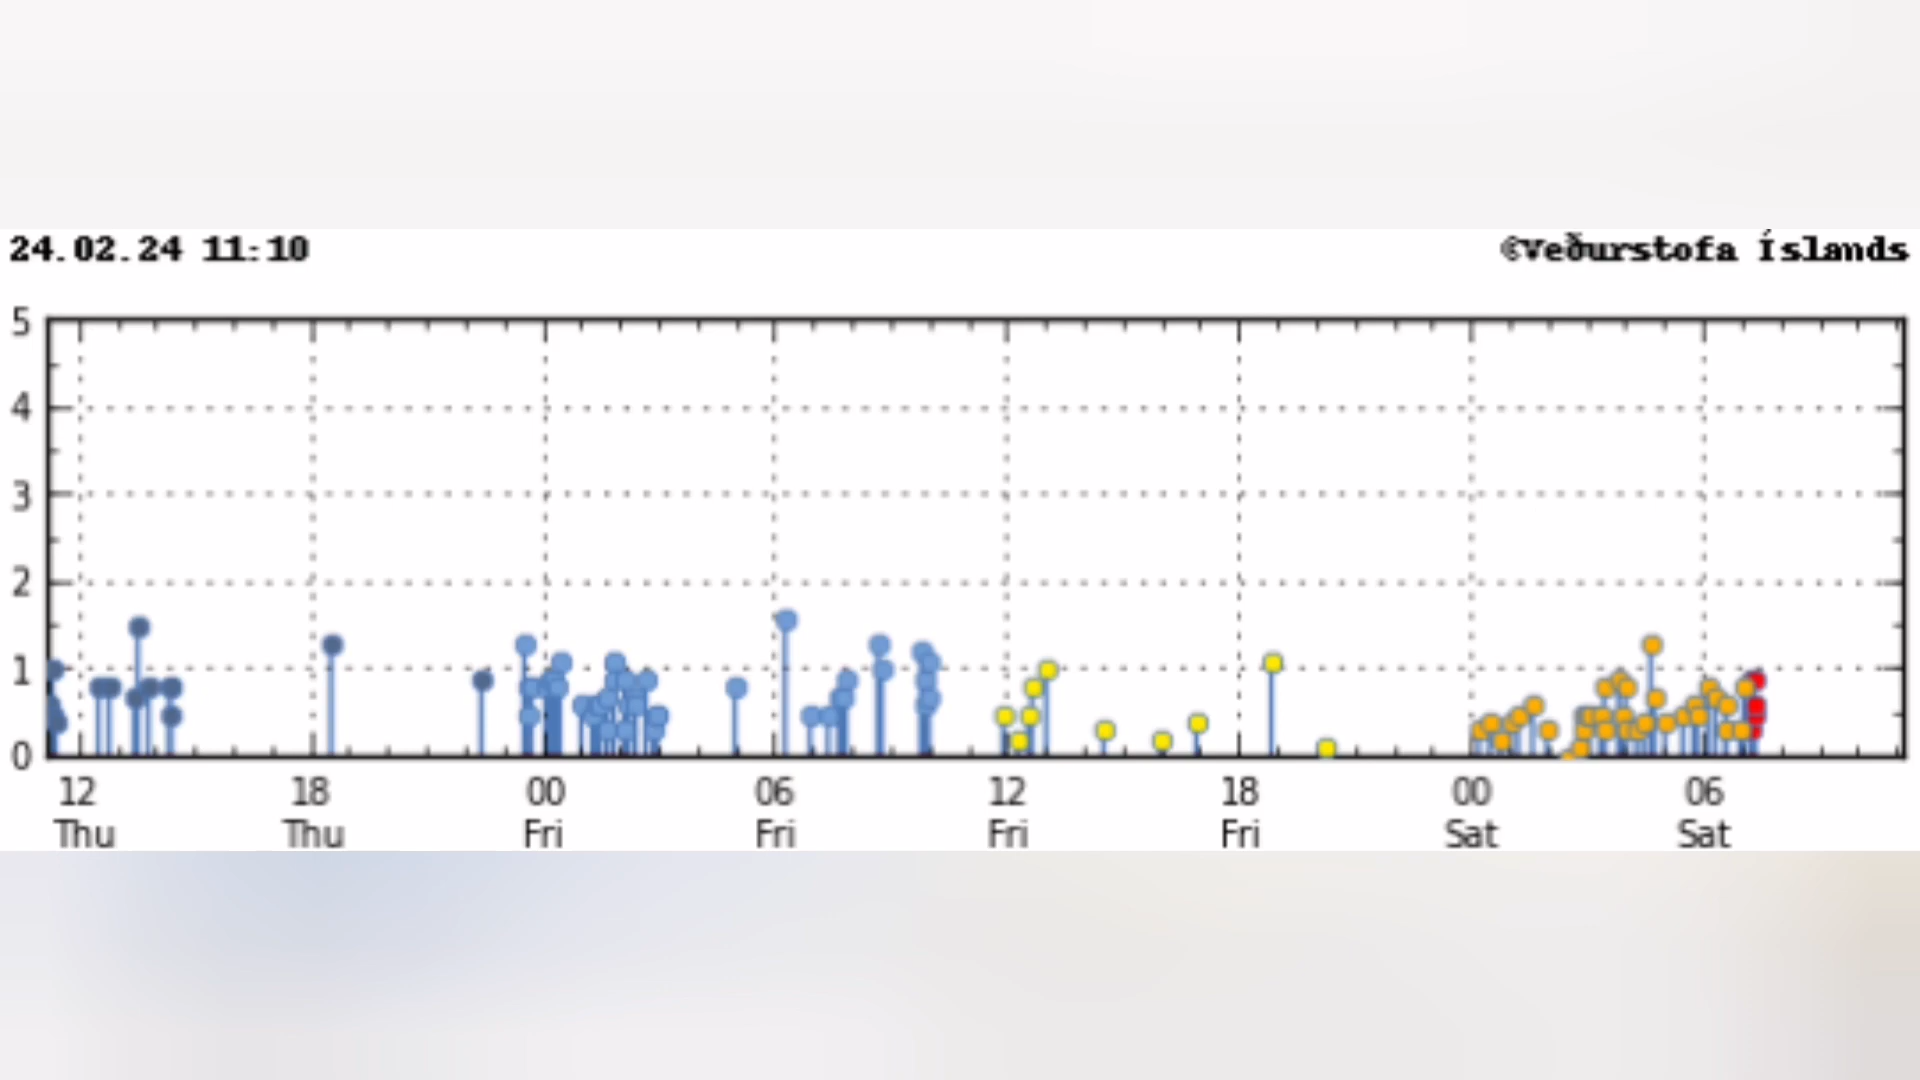 24.02.24 11:10
©Veðurstofa Íslands
5
4
3
2
1
0
12 18 00 06 12 18 00 06
Thu Thu Fri Fri Fri Fri Sat Sat